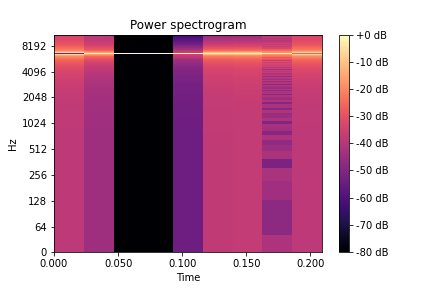 Power spectrogram
8192
4096
2048
1024
512
256
128
64
0
Hz
0.000
0.050
0.100
0.150
0.200
Time
+0 dB
-10 dB
-20 dB
-30 dB
-40 dB
-50 dB
-60 dB
-70 dB
-80 dB